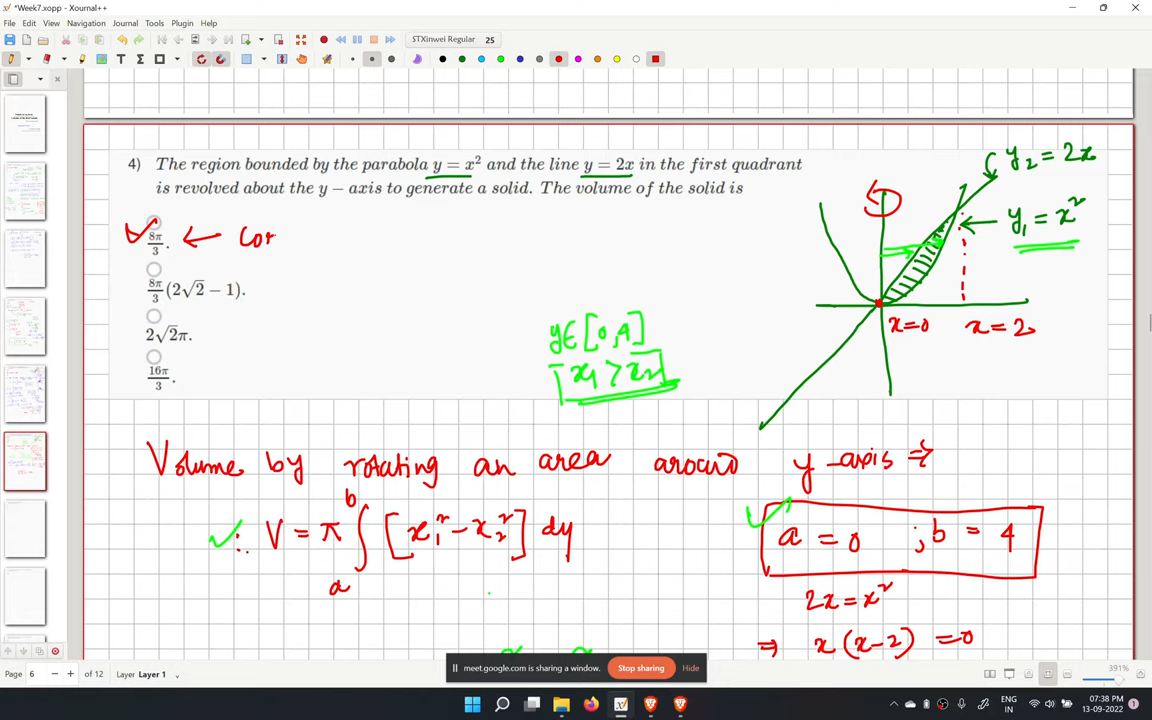 *Week7.xopp - Xournal++
File Edit View Navigation Journal Tools Plugin Help
STXinwei Regular 25
4) The region bounded by the parabola y = x² and the line y = 2x in the first quadrant
is revolved about the y − axis to generate a solid. The volume of the solid is
8π/3.
← Cor
8π/3 (2√2 − 1).
2√2π.
16π/3.
y₂ = 2x
y₁ = x²
x=0 x=2
y∈[0,4]
x₁ > x₂
Volume by rotating an area around y-axis ⇒
∴ V = π ∫ₐᵇ [x₁² − x₂²] dy
a = 0 ; b = 4
2x = x²
⇒ x(x−2) = 0
meet.google.com is sharing a window. Stop sharing Hide
Page 6 of 12 Layer Layer 1
391%
ENG
IN
07:38 PM
13-09-2022